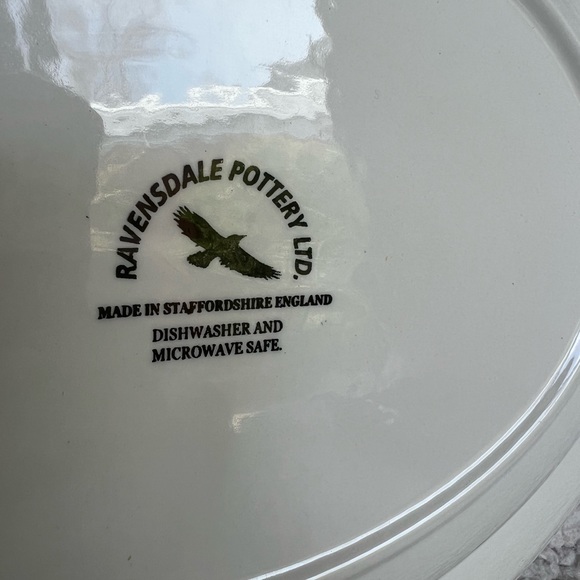 RAVENSDALE POTTERY LTD.
MADE IN STAFFORDSHIRE ENGLAND
DISHWASHER AND
MICROWAVE SAFE.